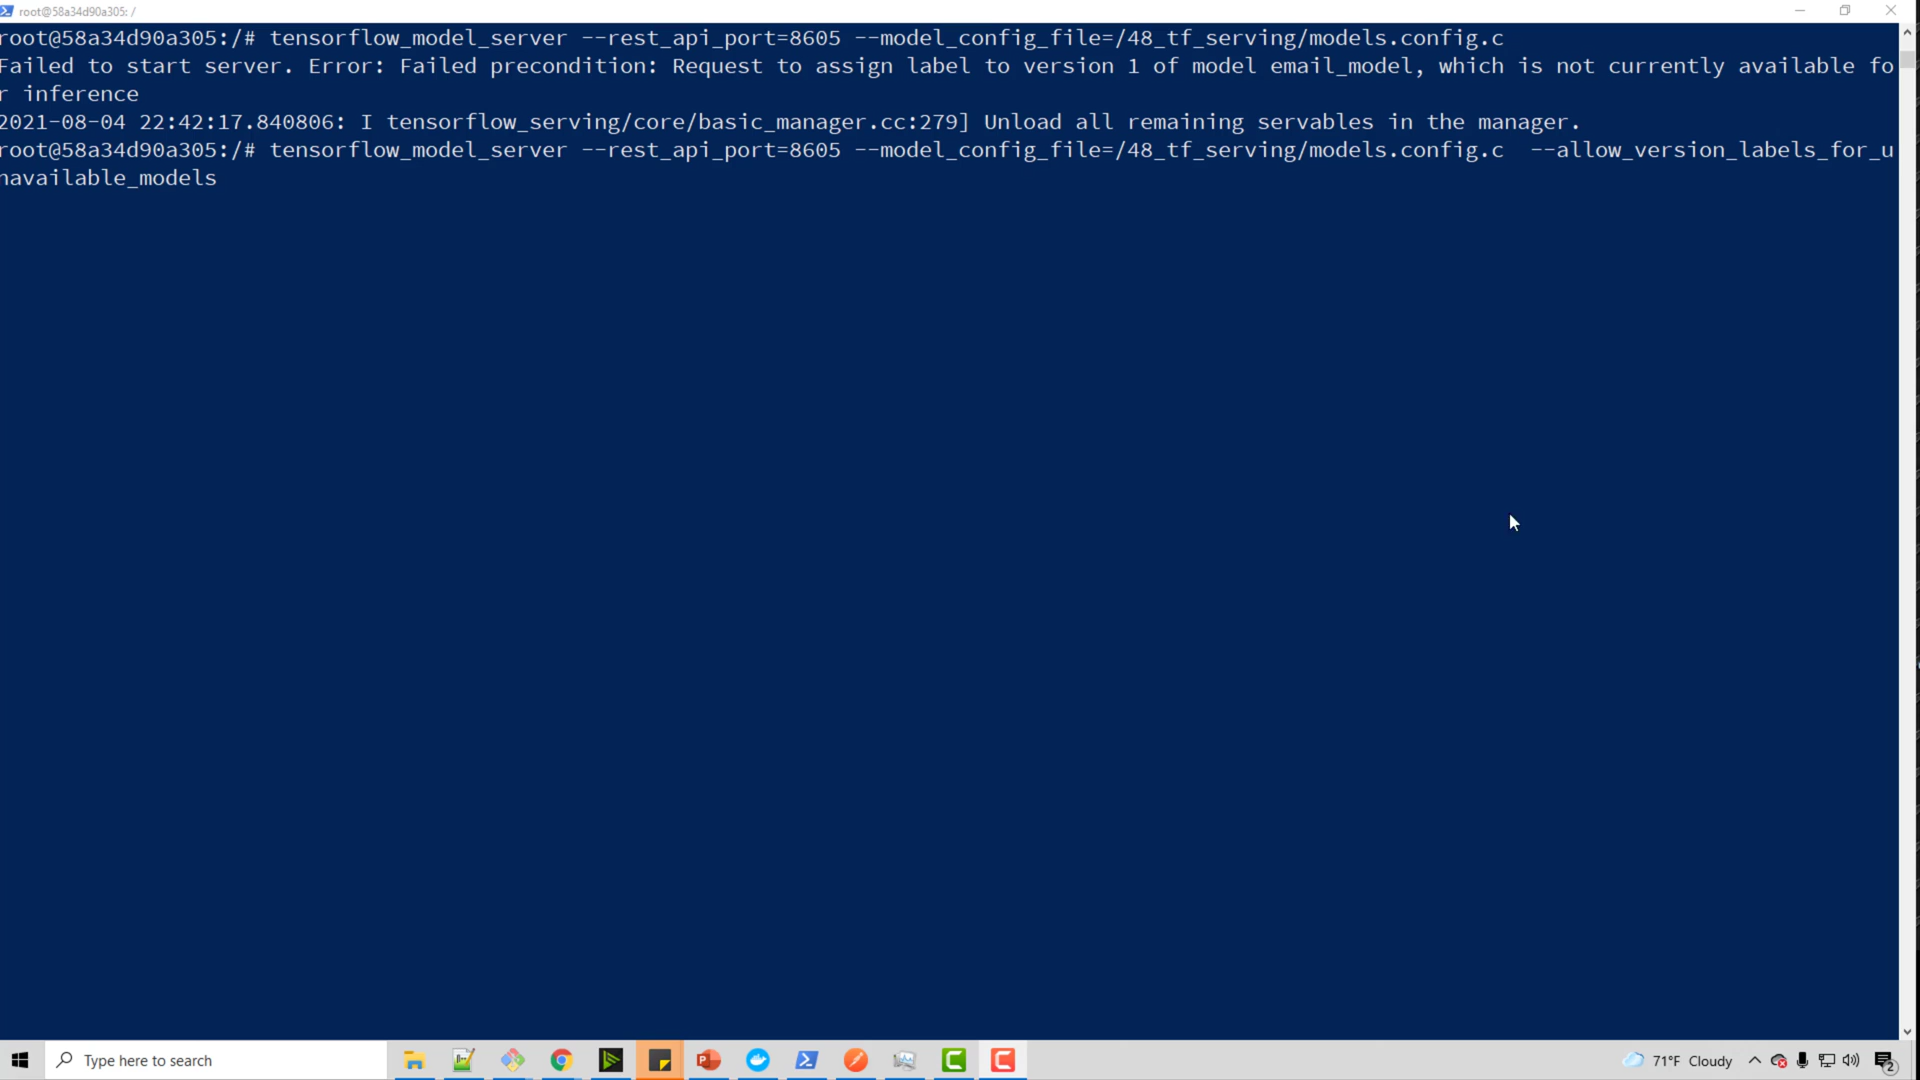 root@58a34d90a305: /
root@58a34d90a305:/# tensorflow_model_server --rest_api_port=8605 --model_config_file=/48_tf_serving/models.config.c
Failed to start server. Error: Failed precondition: Request to assign label to version 1 of model email_model, which is not currently available fo
r inference
2021-08-04 22:42:17.840806: I tensorflow_serving/core/basic_manager.cc:279] Unload all remaining servables in the manager.
root@58a34d90a305:/# tensorflow_model_server --rest_api_port=8605 --model_config_file=/48_tf_serving/models.config.c  --allow_version_labels_for_u
navailable_models
Type here to search
71°F Cloudy
2